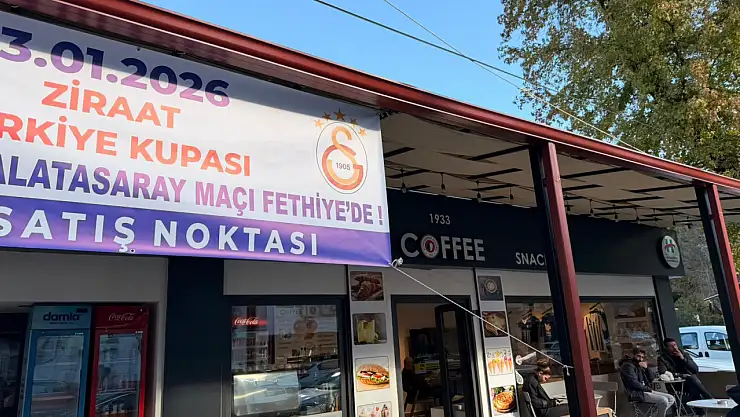 3.01.2026
ZİRAAT
RKİYE KUPASI
ALATASARAY MAÇI FETHİYE'DE !
SATIŞ NOKTASI
1905
1933
COFFEE
SNAC
damla
Coca-Cola
Coca-Cola
COFFEE